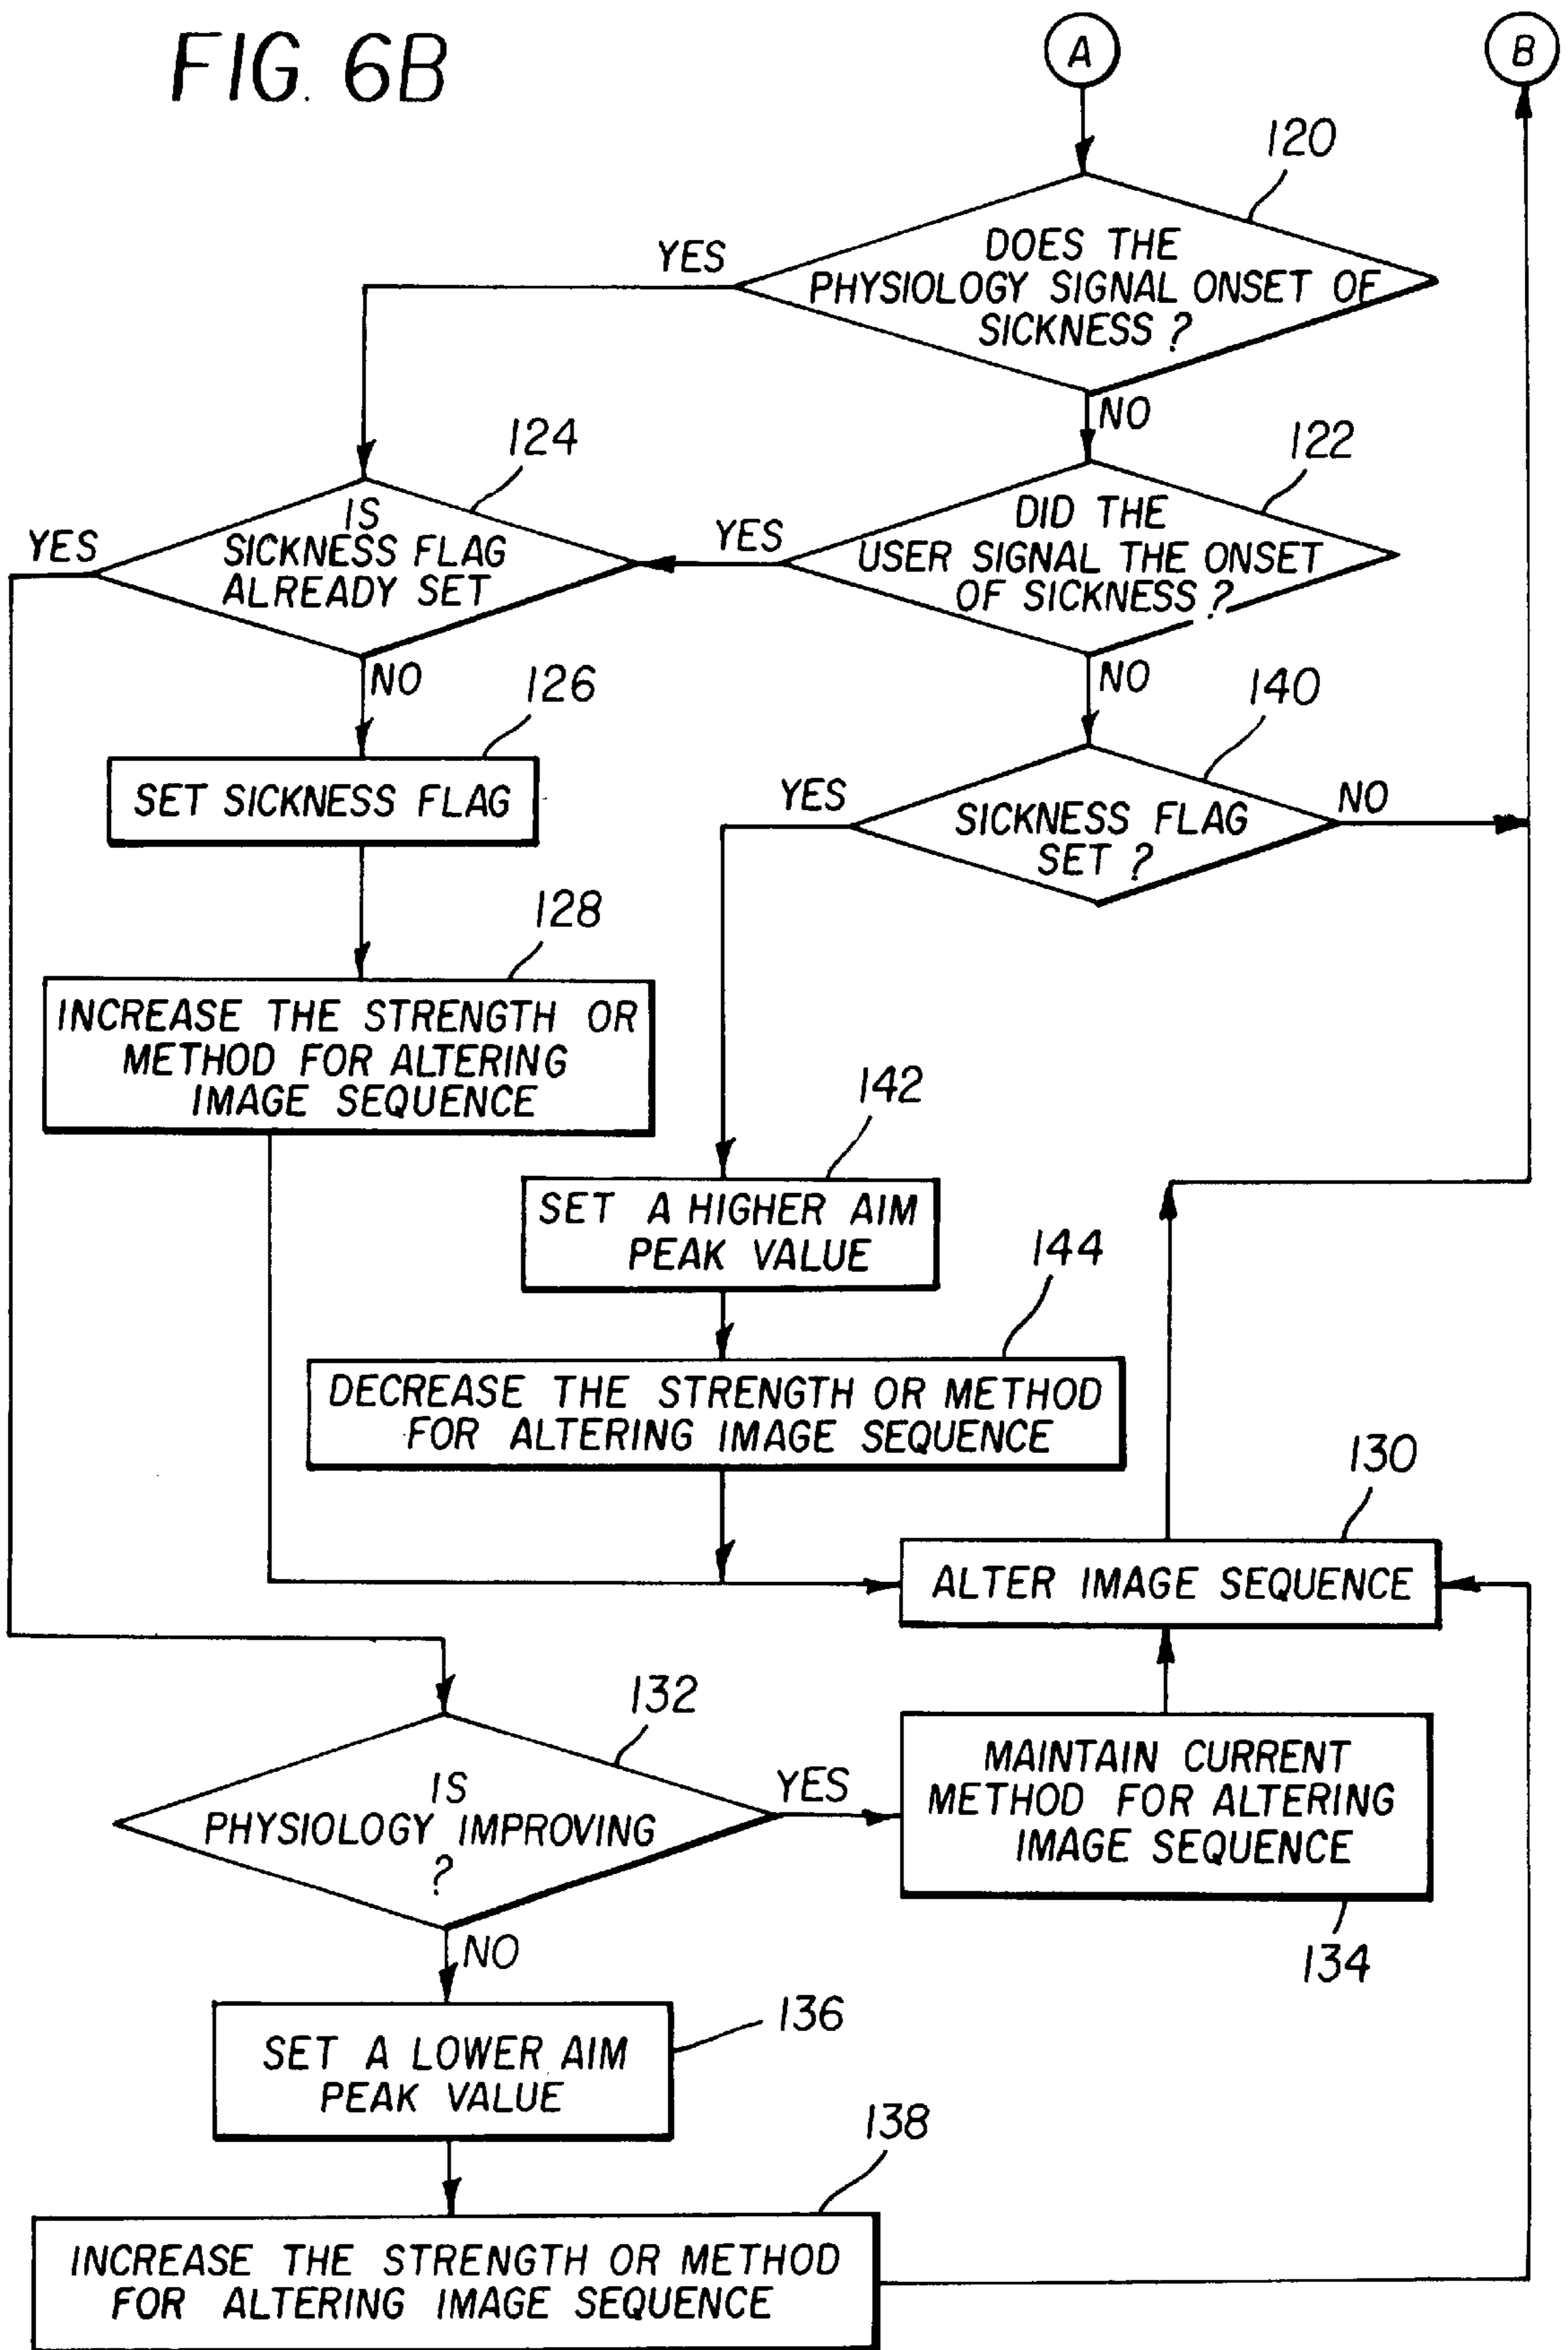 FIG. 6B
A
B
120
DOES THE
PHYSIOLOGY SIGNAL ONSET OF
SICKNESS ?
YES
NO
124
122
IS
SICKNESS FLAG
ALREADY SET
YES
NO
DID THE
USER SIGNAL THE ONSET
OF SICKNESS ?
YES
NO
126
SET SICKNESS FLAG
140
SICKNESS FLAG
SET ?
YES
NO
128
INCREASE THE STRENGTH OR
METHOD FOR ALTERING
IMAGE SEQUENCE
142
SET A HIGHER AIM
PEAK VALUE
144
DECREASE THE STRENGTH OR METHOD
FOR ALTERING IMAGE SEQUENCE
130
ALTER IMAGE SEQUENCE
132
IS
PHYSIOLOGY IMPROVING
?
YES
NO
MAINTAIN CURRENT
METHOD FOR ALTERING
IMAGE SEQUENCE
134
136
SET A LOWER AIM
PEAK VALUE
138
INCREASE THE STRENGTH OR METHOD
FOR ALTERING IMAGE SEQUENCE